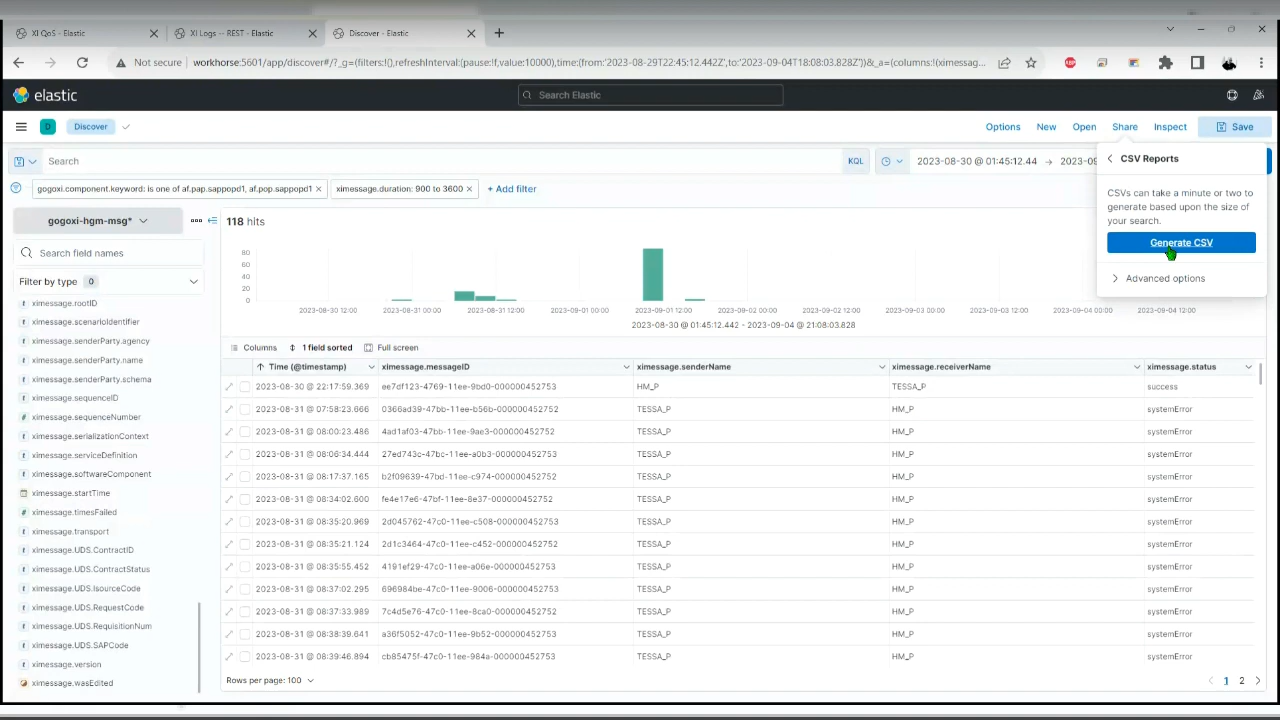 XI QoS - Elastic
XI Logs -- REST - Elastic
Discover - Elastic
Not secure
workhorse:5601/app/discover#/?_g=(filters:!(),refreshInterval:(pause:!f,value:10000),time:(from:'2023-08-29T22:45:12.442Z',to:'2023-09-04T18:08:03.828Z'))&_a=(columns:!(ximessag...
elastic
Search Elastic
D
Discover
Options
New
Open
Share
Inspect
Save
Search
KQL
2023-08-30 @ 01:45:12.44 → 2023-09
CSV Reports
CSVs can take a minute or two to
generate based upon the size of
your search.
Generate CSV
Advanced options
gogoxi.component.keyword: is one of af.pap.sappopd1, af.pop.sappopd1
ximessage.duration: 900 to 3600
+ Add filter
gogoxi-hgm-msg*
Search field names
Filter by type 0
ximessage.rootID
ximessage.scenarioIdentifier
ximessage.senderParty.agency
ximessage.senderParty.name
ximessage.senderParty.schema
ximessage.sequenceID
ximessage.sequenceNumber
ximessage.serializationContext
ximessage.serviceDefinition
ximessage.softwareComponent
ximessage.startTime
ximessage.timesFailed
ximessage.transport
ximessage.UDS.ContractID
ximessage.UDS.ContractStatus
ximessage.UDS.IsourceCode
ximessage.UDS.RequestCode
ximessage.UDS.RequisitionNum
ximessage.UDS.SAPCode
ximessage.version
ximessage.wasEdited
118 hits
80
60
40
20
0
2023-08-30 12:00
2023-08-31 00:00
2023-08-31 12:00
2023-09-01 00:00
2023-09-01 12:00
2023-09-02 00:00
2023-09-02 12:00
2023-09-03 00:00
2023-09-03 12:00
2023-09-04 00:00
2023-09-04 12:00
2023-08-30 @ 01:45:12.442 - 2023-09-04 @ 21:08:03.828
Columns
1 field sorted
Full screen
Time (@timestamp) ximessage.messageID ximessage.senderName ximessage.receiverName ximessage.status
2023-08-30 @ 22:17:59.369 ee7df123-4769-11ee-9bd0-000000452753 HM_P TESSA_P success
2023-08-31 @ 07:58:23.666 0366ad39-47bb-11ee-b56b-000000452752 TESSA_P HM_P systemError
2023-08-31 @ 08:00:23.486 4ad1af03-47bb-11ee-9ae3-000000452752 TESSA_P HM_P systemError
2023-08-31 @ 08:06:34.444 27ed743c-47bc-11ee-a0b3-000000452753 TESSA_P HM_P systemError
2023-08-31 @ 08:17:37.165 b2f09639-47bd-11ee-c974-000000452752 TESSA_P HM_P systemError
2023-08-31 @ 08:34:02.600 fe4e17e6-47bf-11ee-8e37-000000452752 TESSA_P HM_P systemError
2023-08-31 @ 08:35:20.969 2d045762-47c0-11ee-c508-000000452753 TESSA_P HM_P systemError
2023-08-31 @ 08:35:21.124 2d1c3464-47c0-11ee-c452-000000452752 TESSA_P HM_P systemError
2023-08-31 @ 08:35:55.452 4191ef29-47c0-11ee-a06e-000000452753 TESSA_P HM_P systemError
2023-08-31 @ 08:37:02.295 696984be-47c0-11ee-9006-000000452753 TESSA_P HM_P systemError
2023-08-31 @ 08:37:33.989 7c4d5e76-47c0-11ee-8ca0-000000452752 TESSA_P HM_P systemError
2023-08-31 @ 08:38:39.641 a36f5052-47c0-11ee-9b52-000000452753 TESSA_P HM_P systemError
2023-08-31 @ 08:39:46.894 cb85475f-47c0-11ee-984a-000000452753 TESSA_P HM_P systemError
Rows per page: 100
1 2